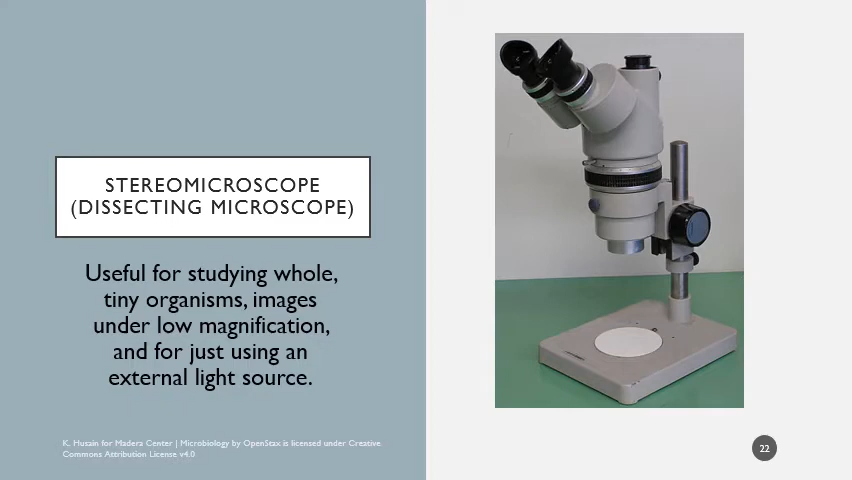 STEREOMICROSCOPE
(DISSECTING MICROSCOPE)
Useful for studying whole,
tiny organisms, images
under low magnification,
and for just using an
external light source.
K. Husain for Madera Center | Microbiology by OpenStax is licensed under Creative
Commons Attribution License v4.0
22